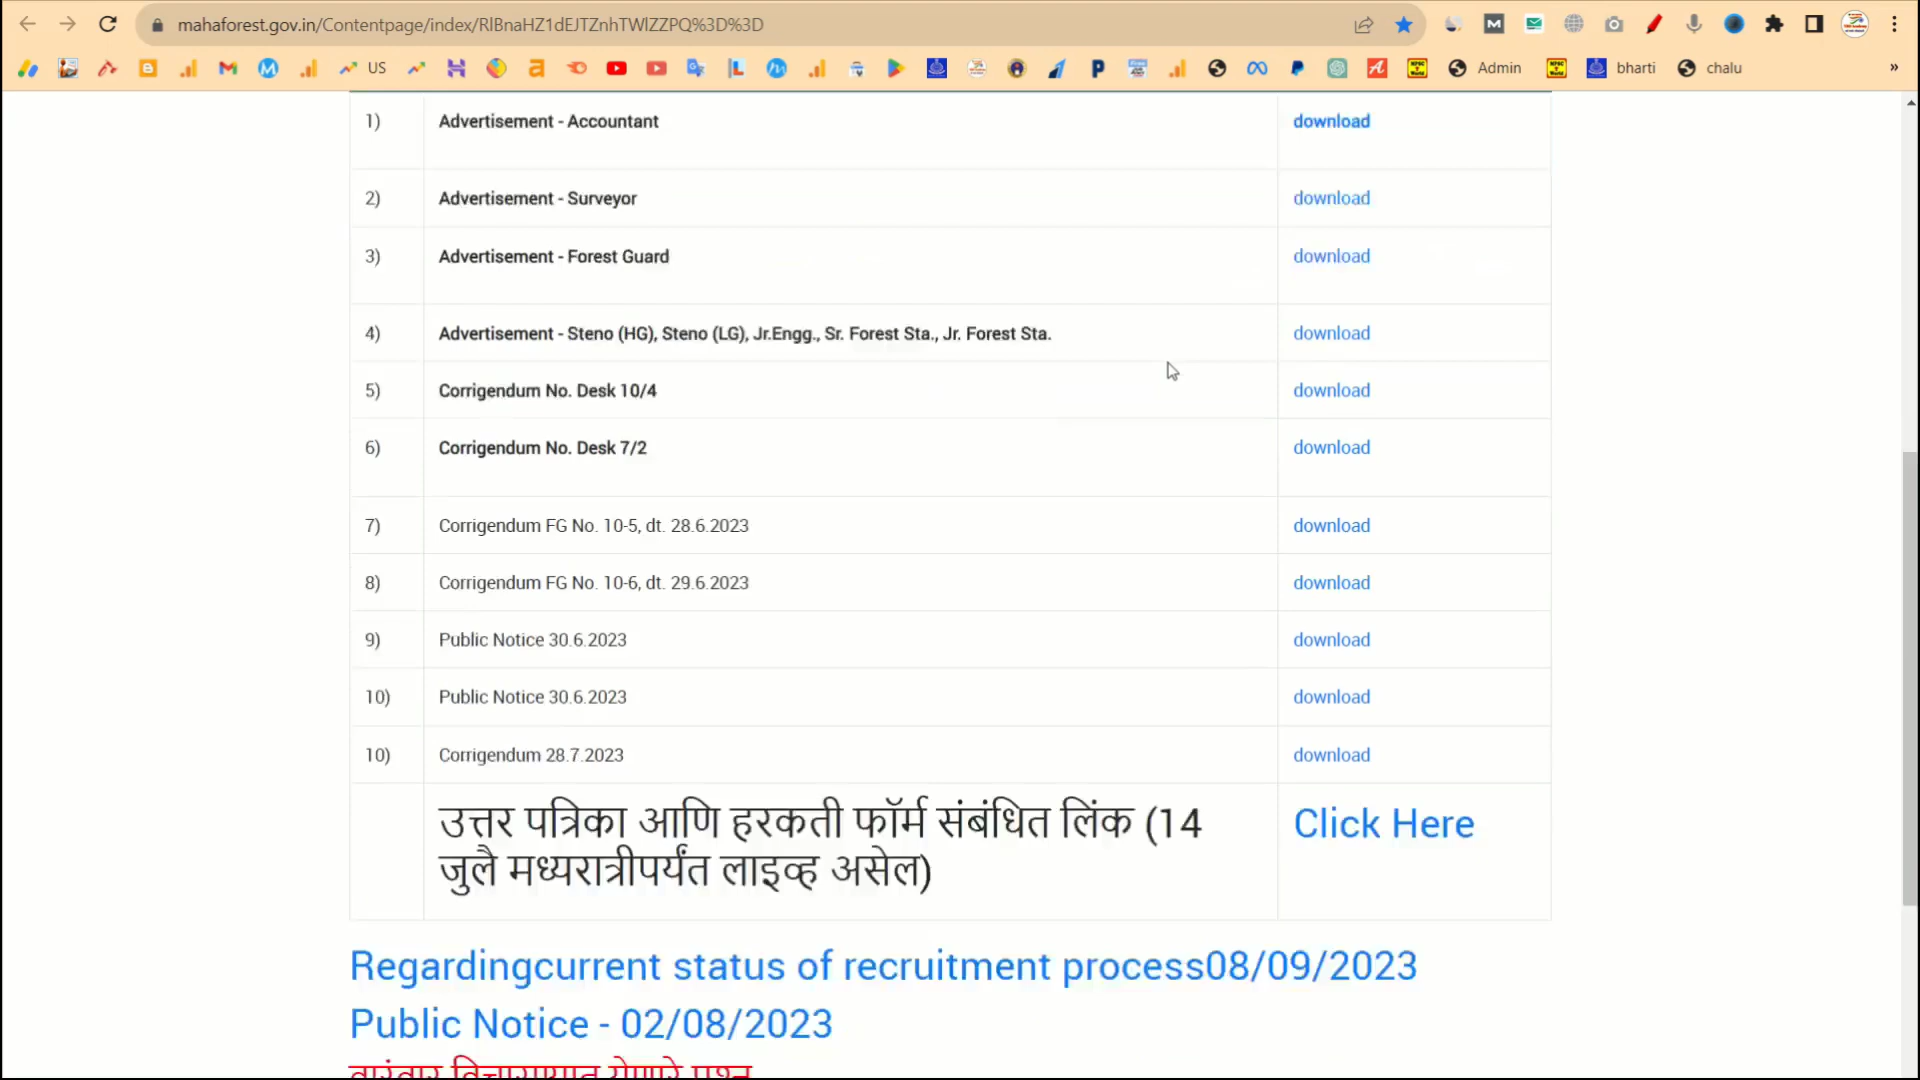 mahaforest.gov.in/Contentpage/index/RlBnaHZ1dEJTZnhTWlZZPQ%3D%3D
US Admin bharti chalu »
1) Advertisement - Accountant download
2) Advertisement - Surveyor download
3) Advertisement - Forest Guard download
4) Advertisement - Steno (HG), Steno (LG), Jr.Engg., Sr. Forest Sta., Jr. Forest Sta. download
5) Corrigendum No. Desk 10/4 download
6) Corrigendum No. Desk 7/2 download
7) Corrigendum FG No. 10-5, dt. 28.6.2023 download
8) Corrigendum FG No. 10-6, dt. 29.6.2023 download
9) Public Notice 30.6.2023 download
10) Public Notice 30.6.2023 download
10) Corrigendum 28.7.2023 download
उत्तर पत्रिका आणि हरकती फॉर्म संबंधित लिंक (14 Click Here
जुलै मध्यरात्रीपर्यंत लाइव्ह असेल)
Regardingcurrent status of recruitment process08/09/2023
Public Notice - 02/08/2023
वारंवार विचारण्यात येणारे प्रश्न